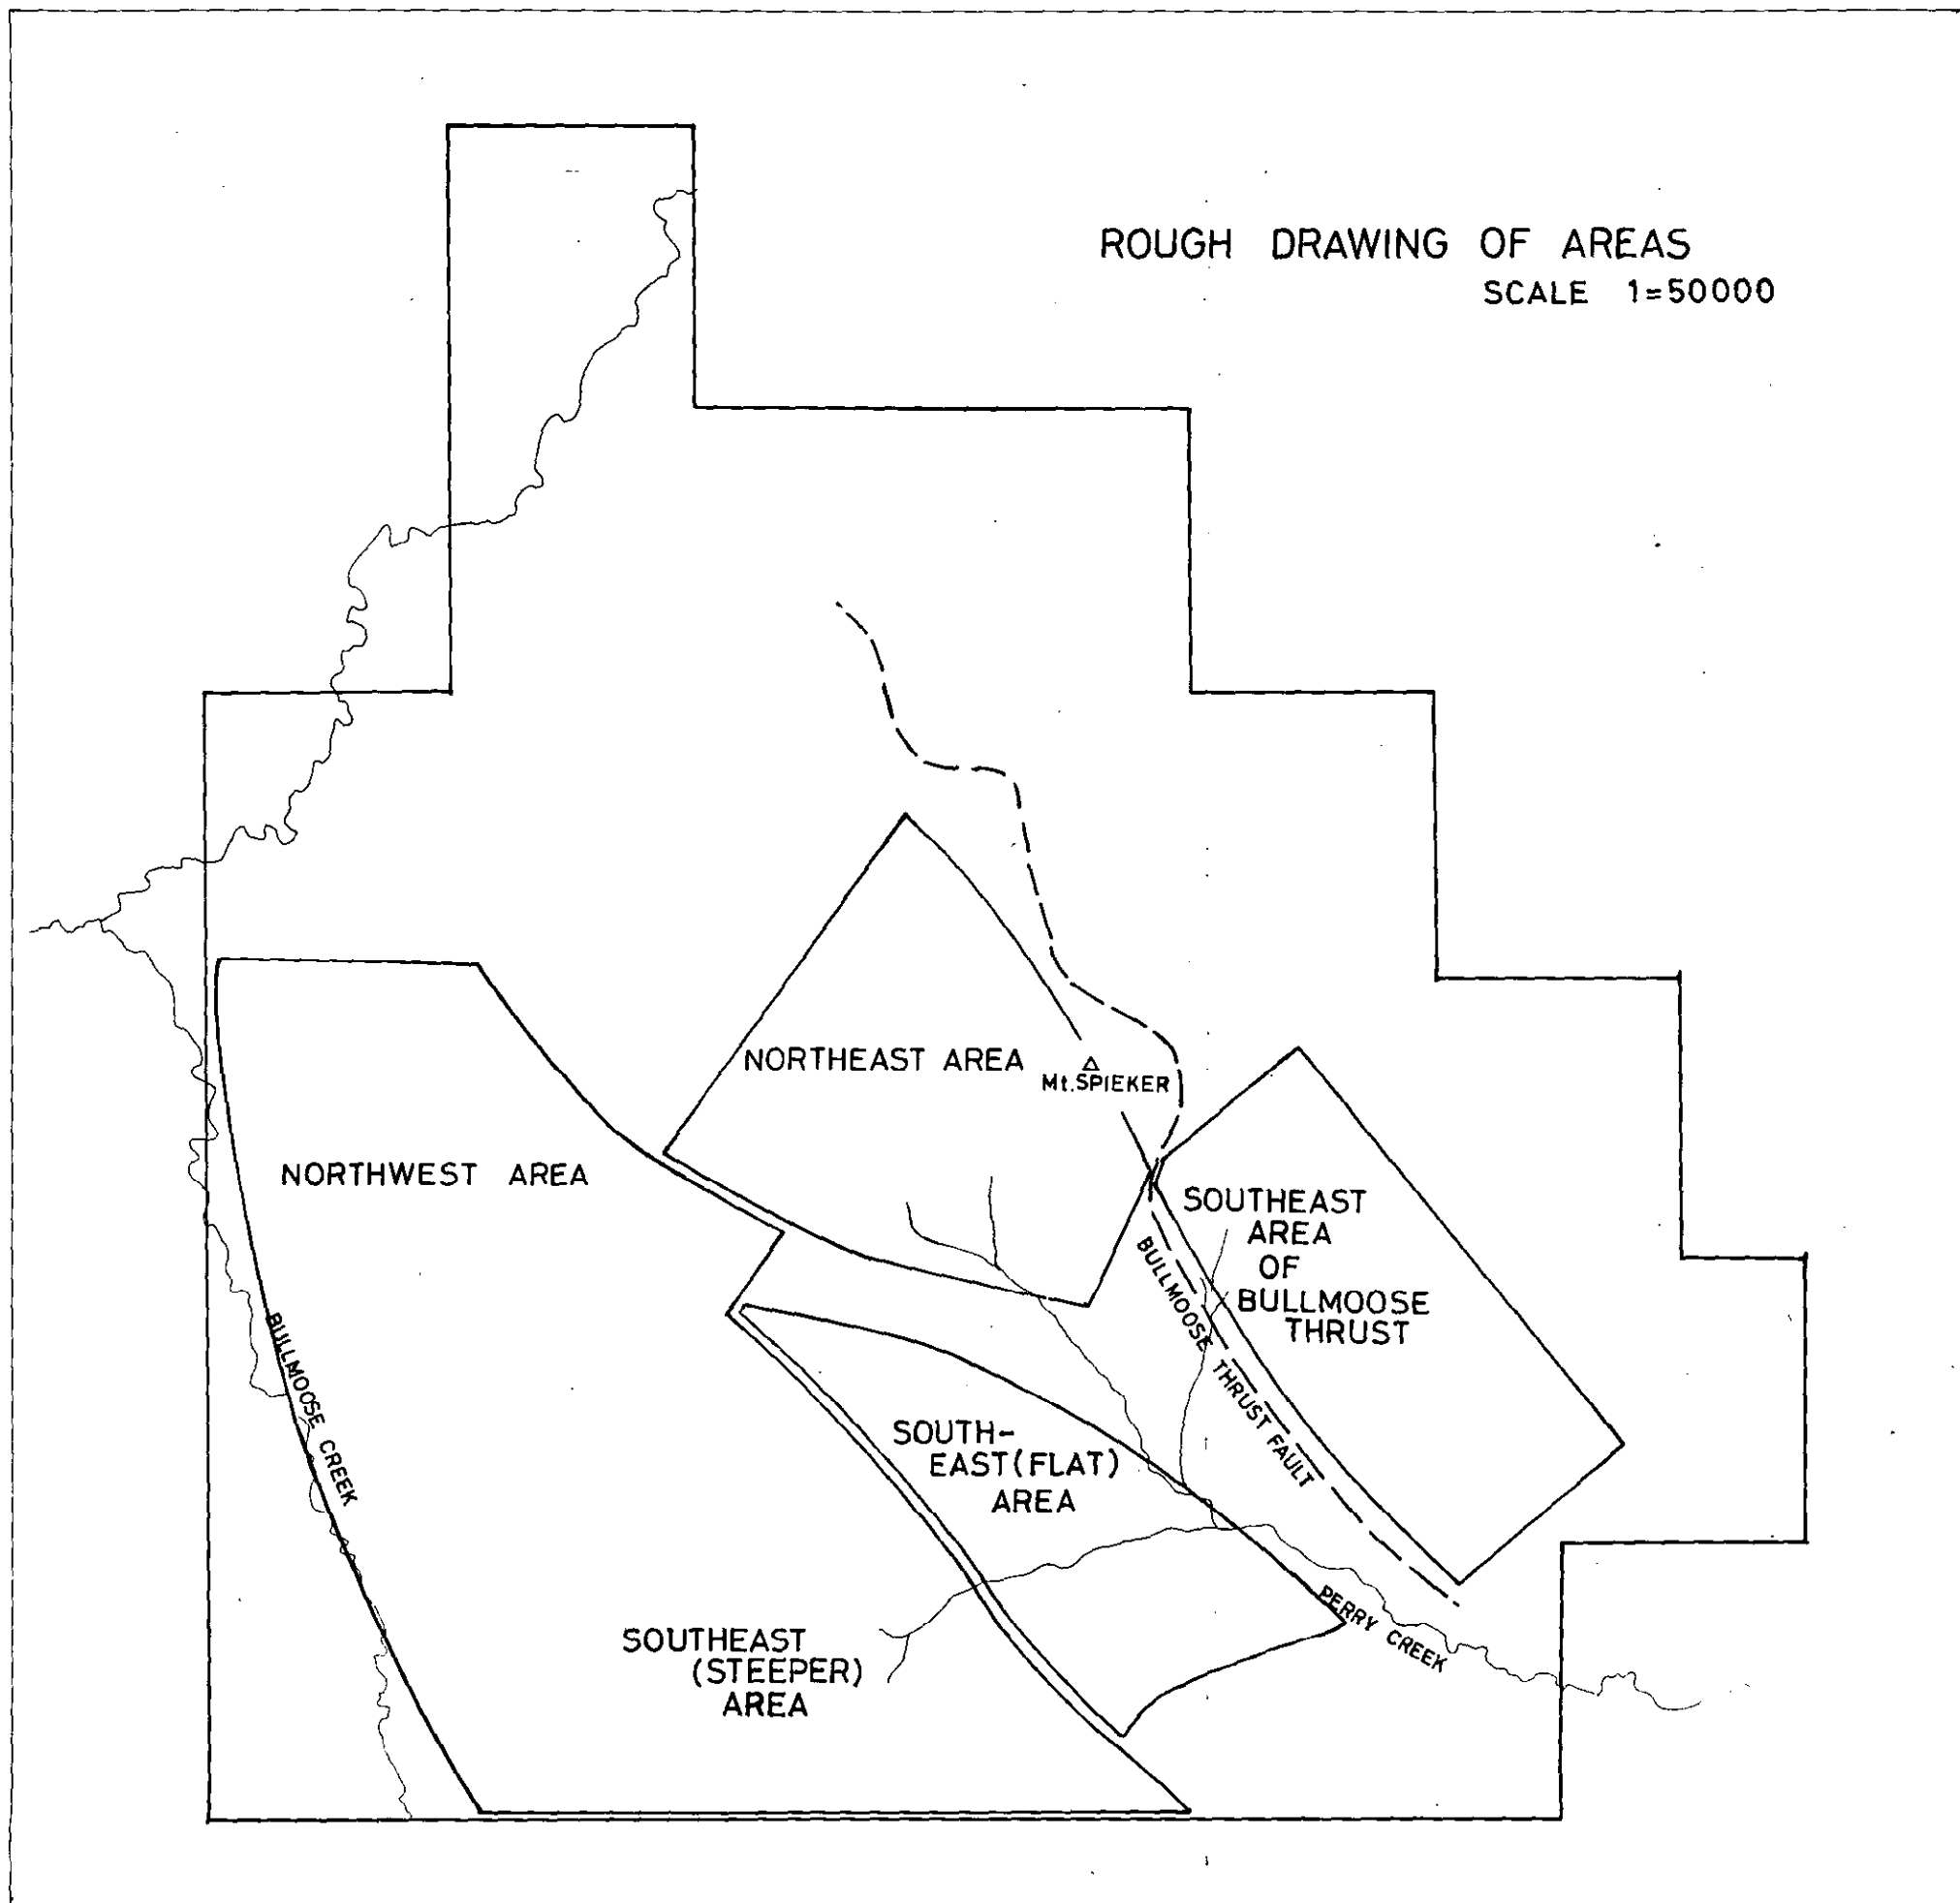 ROUGH DRAWING OF AREAS
SCALE 1=50000
NORTHEAST AREA
Mt.SPIEKER
NORTHWEST AREA
SOUTHEAST
AREA
OF
BULLMOOSE
THRUST
BULLMOOSE THRUST FAULT
BULLMOOSE CREEK
SOUTH-
EAST(FLAT)
AREA
PERRY CREEK
SOUTHEAST
(STEEPER)
AREA